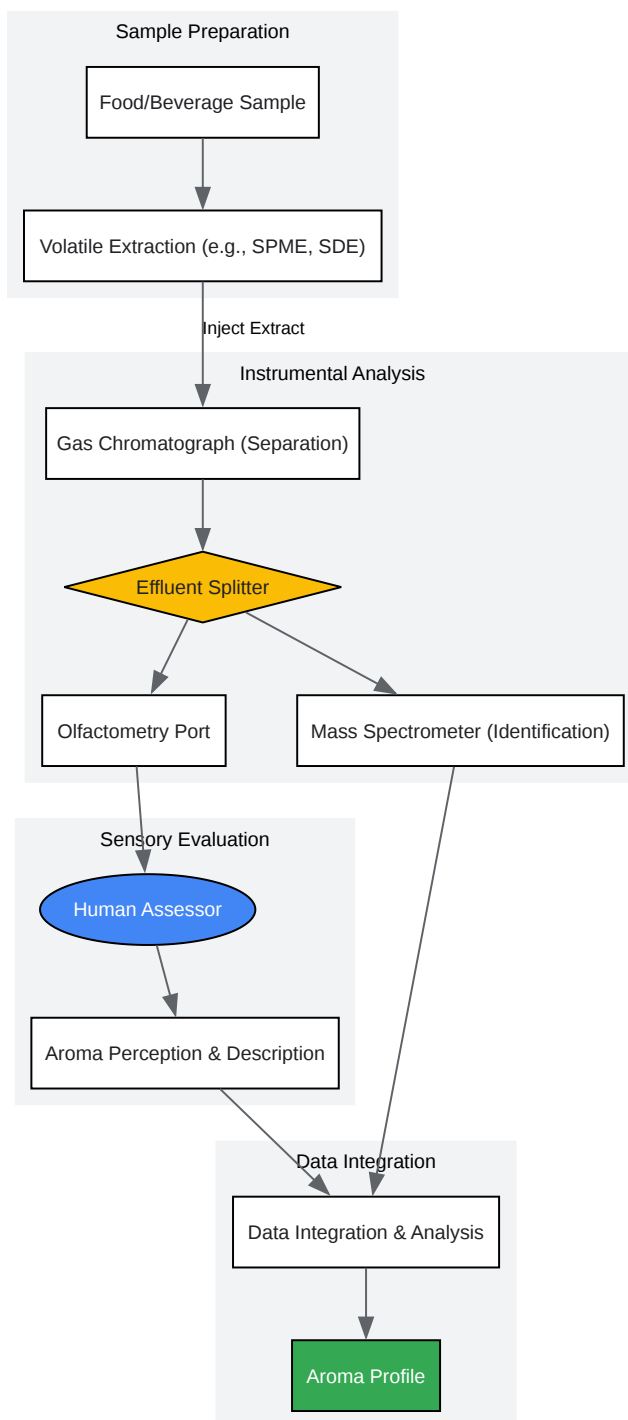 Sample Preparation
Food/Beverage Sample
Volatile Extraction (e.g., SPME, SDE)
Inject Extract
Instrumental Analysis
Gas Chromatograph (Separation)
Effluent Splitter
Olfactometry Port
Mass Spectrometer (Identification)
Sensory Evaluation
Human Assessor
Aroma Perception & Description
Data Integration
Data Integration & Analysis
Aroma Profile